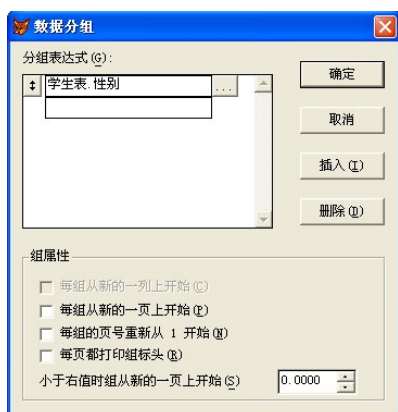 数据分组
分组表达式(G):
学生表.性别
...
确定
取消
插入(I)
删除(D)
组属性
每组从新的一列上开始(C)
每组从新的一页上开始(P)
每组的页号重新从 1 开始(N)
每页都打印组标头(R)
小于右值时组从新的一页上开始(S)
0.0000